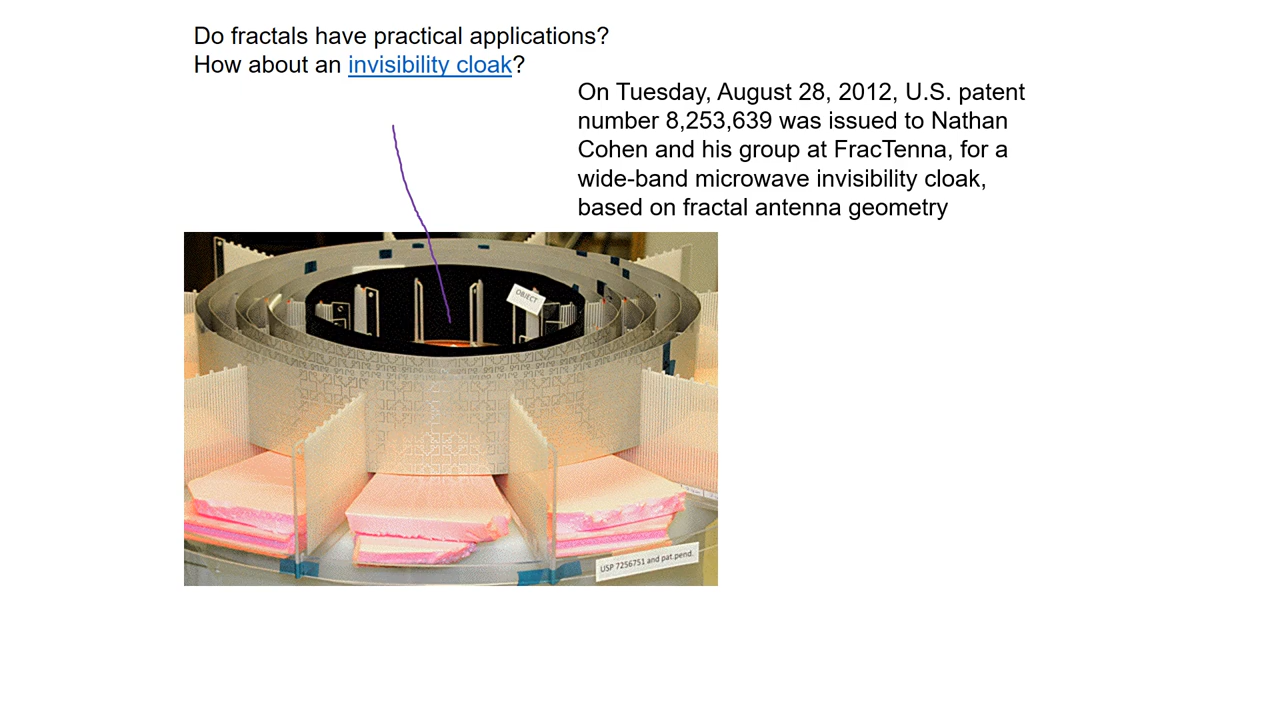 Do fractals have practical applications?
How about an invisibility cloak?
On Tuesday, August 28, 2012, U.S. patent
number 8,253,639 was issued to Nathan
Cohen and his group at FracTenna, for a
wide-band microwave invisibility cloak,
based on fractal antenna geometry
OBJECT
USP 7256751 and pat.pend.